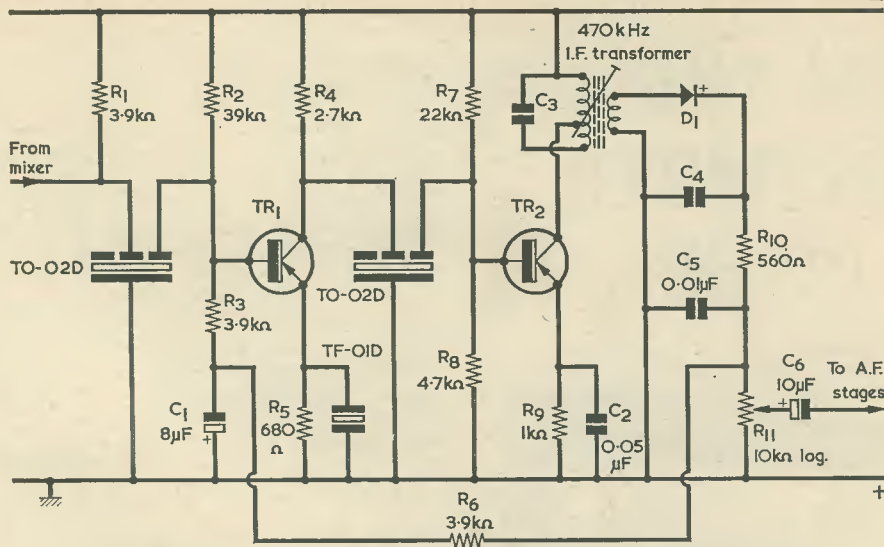 470kHz
I.F. transformer
R1
3.9kΩ
R2
39kΩ
R4
2.7kΩ
R7
22kΩ
C3
D1
+
From
mixer
TR1
TR2
C4
R10
560Ω
TO-02D
TO-02D
C5
0.01μF
R3
3.9kΩ
TF-01D
R8
4.7kΩ
C6
10μF
+
To A.F.
stages
C1
8μF
+
R5
680
Ω
R9
1kΩ
C2
0.05
μF
R11
10kΩ log.
+
R6
3.9kΩ